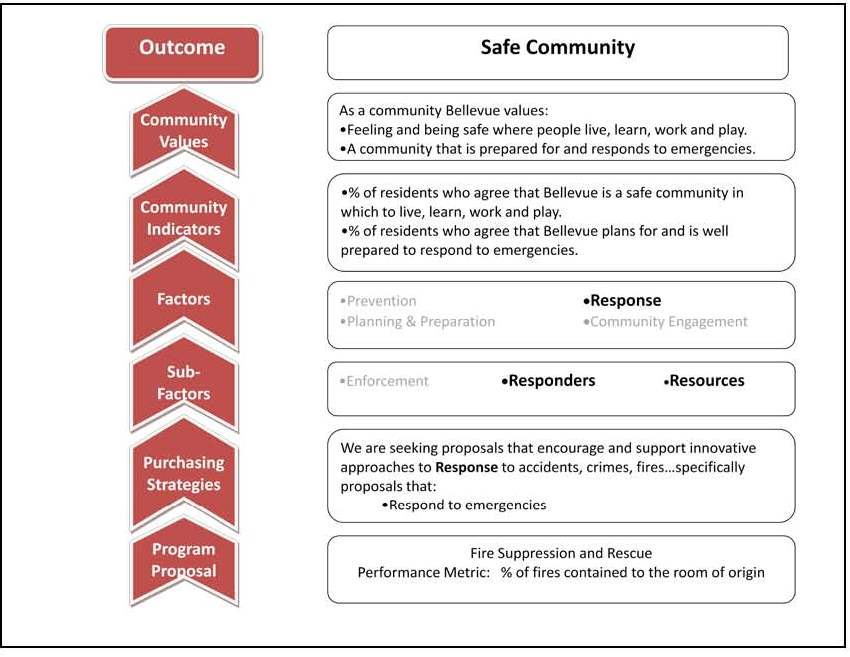 Outcome
Safe Community
Community
Values
As a community Bellevue values:
•Feeling and being safe where people live, learn, work and play.
•A community that is prepared for and responds to emergencies.
Community
Indicators
•% of residents who agree that Bellevue is a safe community in
which to live, learn, work and play.
•% of residents who agree that Bellevue plans for and is well
prepared to respond to emergencies.
Factors
•Prevention •Response
•Planning & Preparation •Community Engagement
Sub-
Factors
•Enforcement •Responders •Resources
Purchasing
Strategies
We are seeking proposals that encourage and support innovative
approaches to Response to accidents, crimes, fires…specifically
proposals that:
•Respond to emergencies
Program
Proposal
Fire Suppression and Rescue
Performance Metric: % of fires contained to the room of origin